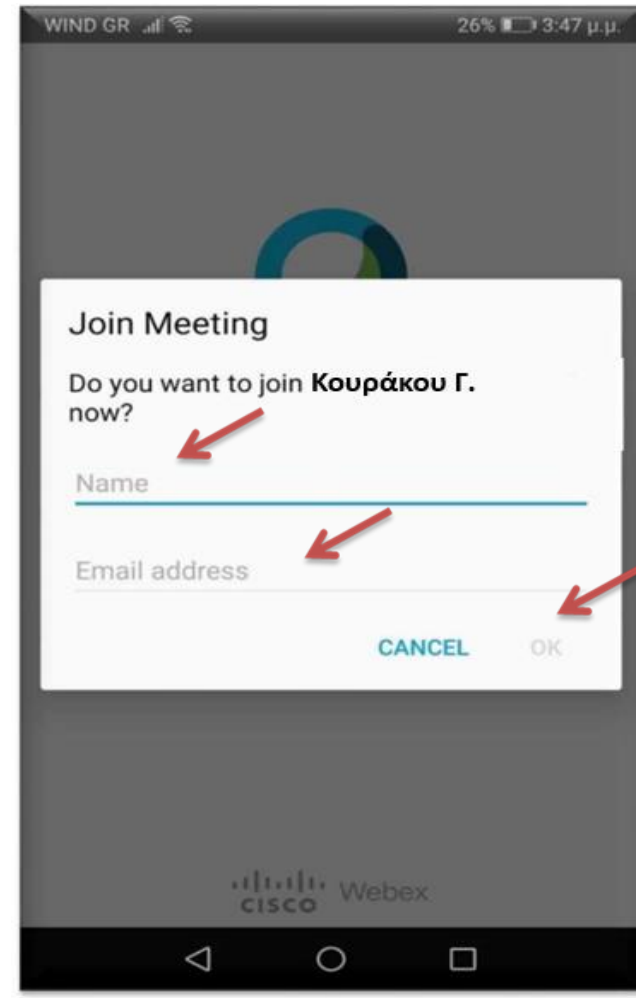 WIND GR 26% 3:47 μ.μ.
Join Meeting
Do you want to join Κουράκου Γ.
now?
Name
Email address
CANCEL OK
CISCO Webex